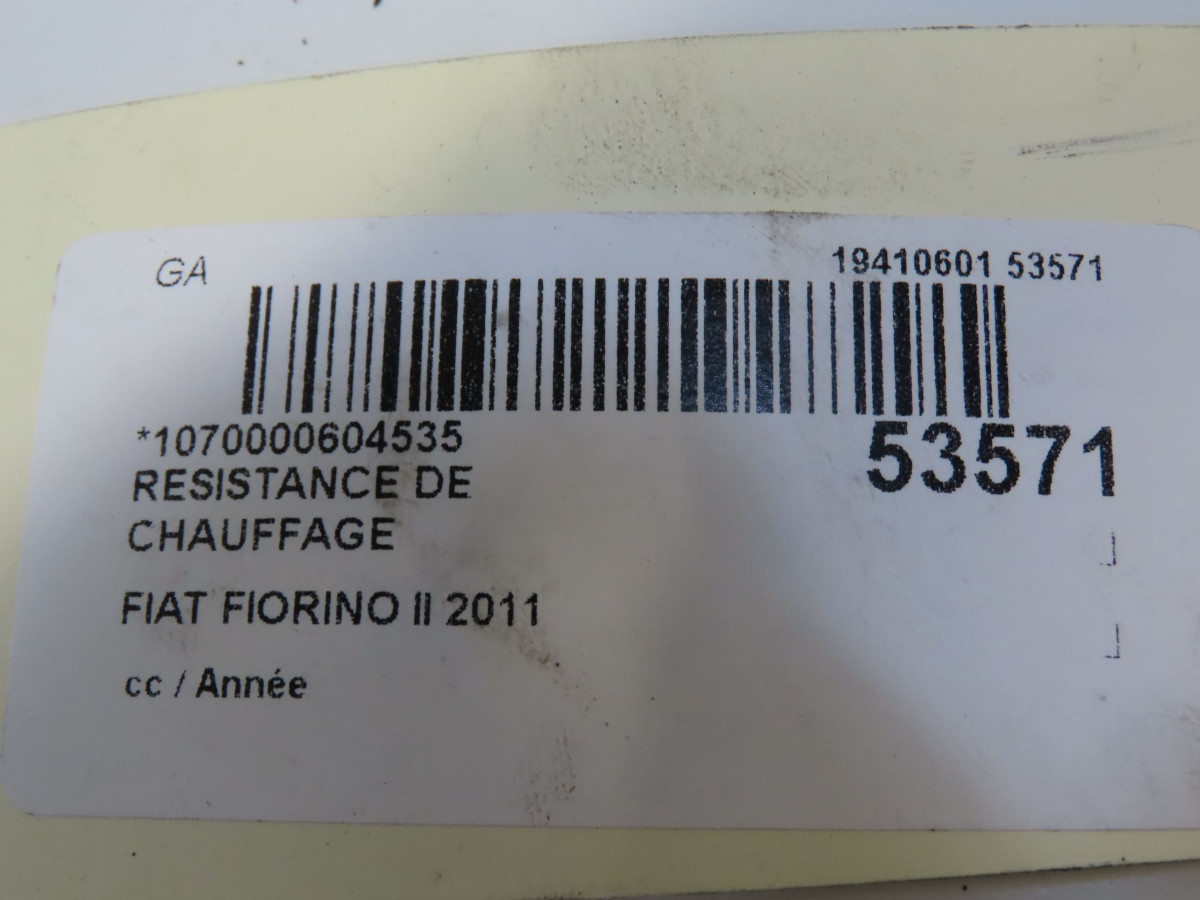 GA
19410601 53571
*1070000604535
53571
RESISTANCE DE
CHAUFFAGE
FIAT FIORINO II 2011
cc / Année